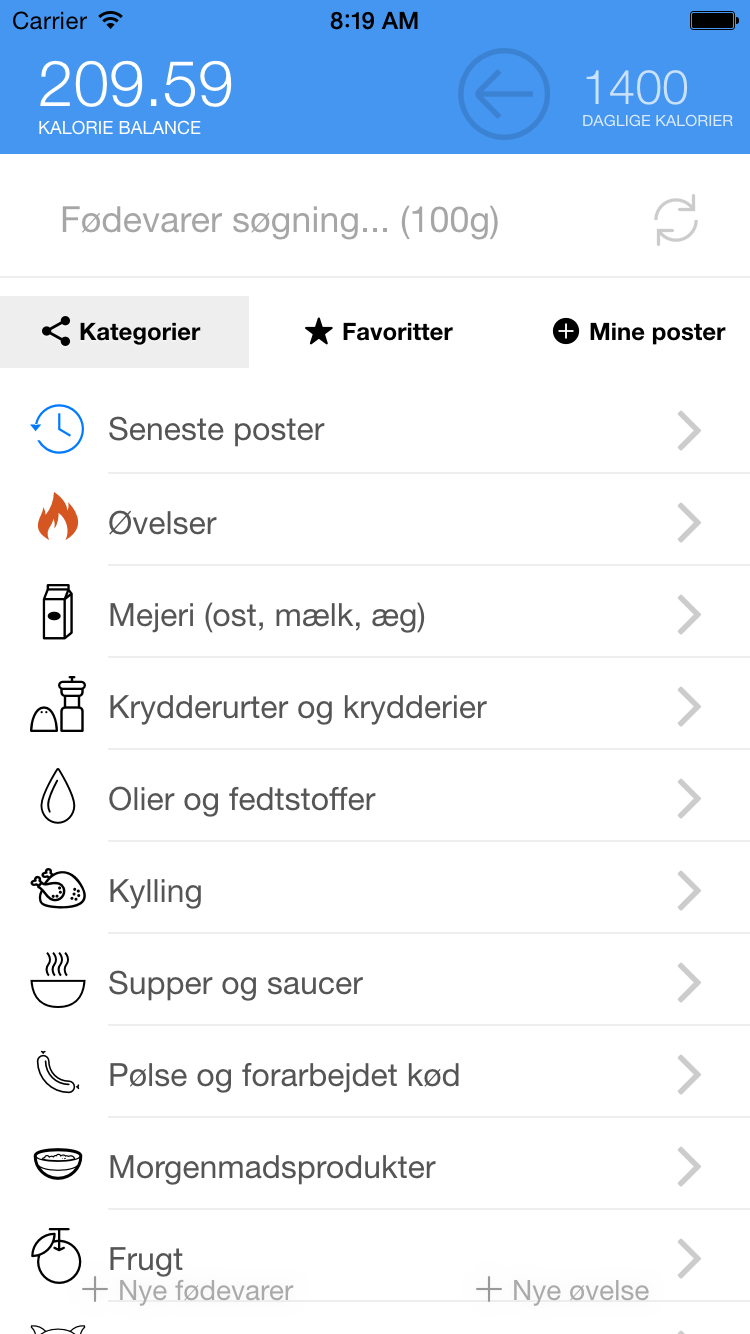 Carrier 8:19 AM
209.59 1400
KALORIE BALANCE DAGLIGE KALORIER
Fødevarer søgning... (100g)
Kategorier Favoritter Mine poster
Seneste poster
Øvelser
Mejeri (ost, mælk, æg)
Krydderurter og krydderier
Olier og fedtstoffer
Kylling
Supper og saucer
Pølse og forarbejdet kød
Morgenmadsprodukter
Frugt
Nye fødevarer Nye øvelse